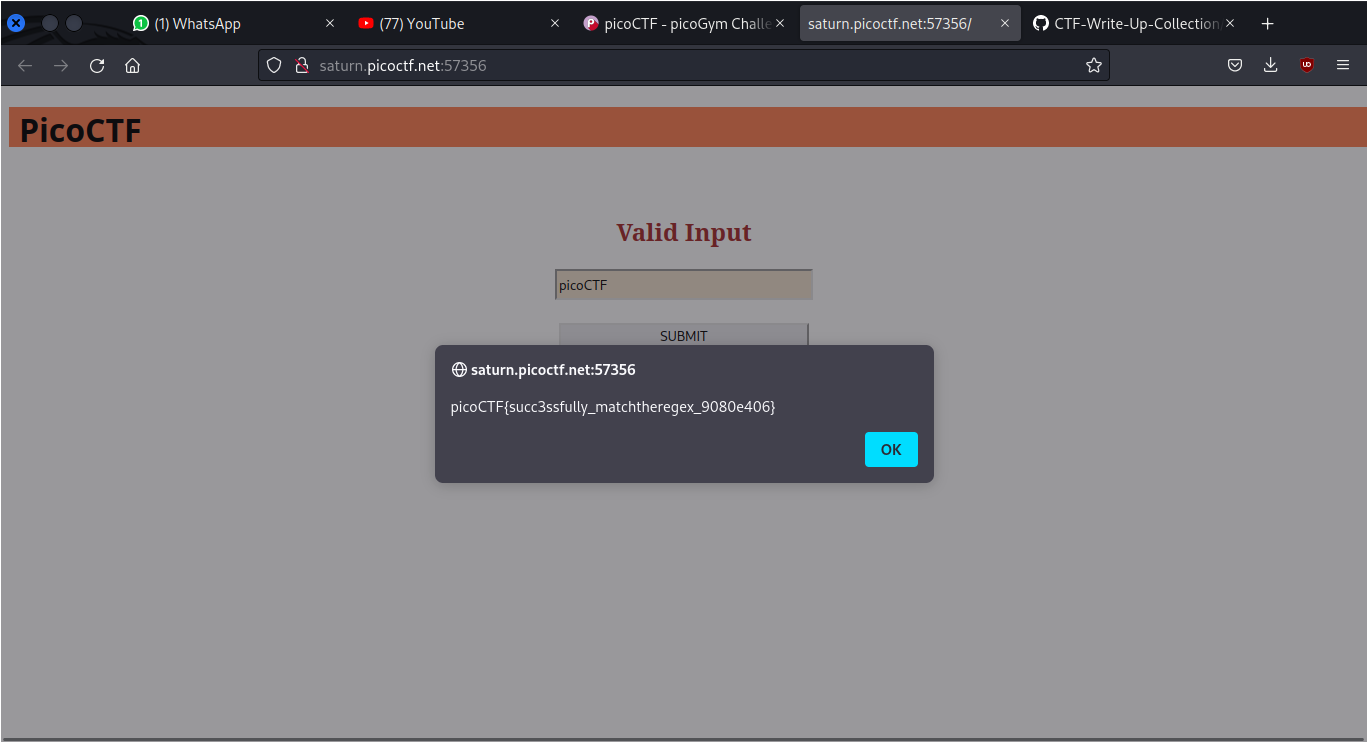 (1) WhatsApp
(77) YouTube
picoCTF - picoGym Challe
saturn.picoctf.net:57356/
CTF-Write-Up-Collection
saturn.picoctf.net:57356
PicoCTF
Valid Input
picoCTF
SUBMIT
saturn.picoctf.net:57356
picoCTF{succ3ssfully_matchtheregex_9080e406}
OK